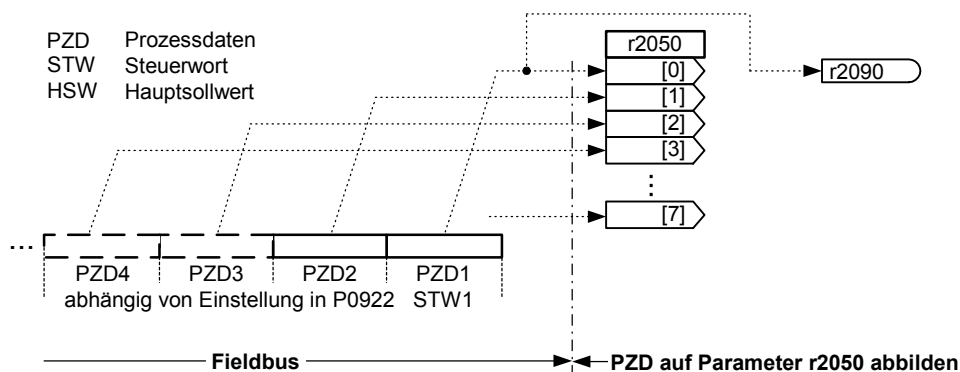 PZD Prozessdaten
STW Steuerwort
HSW Hauptsollwert
r2050
[0]
[1]
[2]
[3]
⋮
[7]
r2090
...
PZD4 PZD3 PZD2 PZD1
abhängig von Einstellung in P0922 STW1
Fieldbus PZD auf Parameter r2050 abbilden